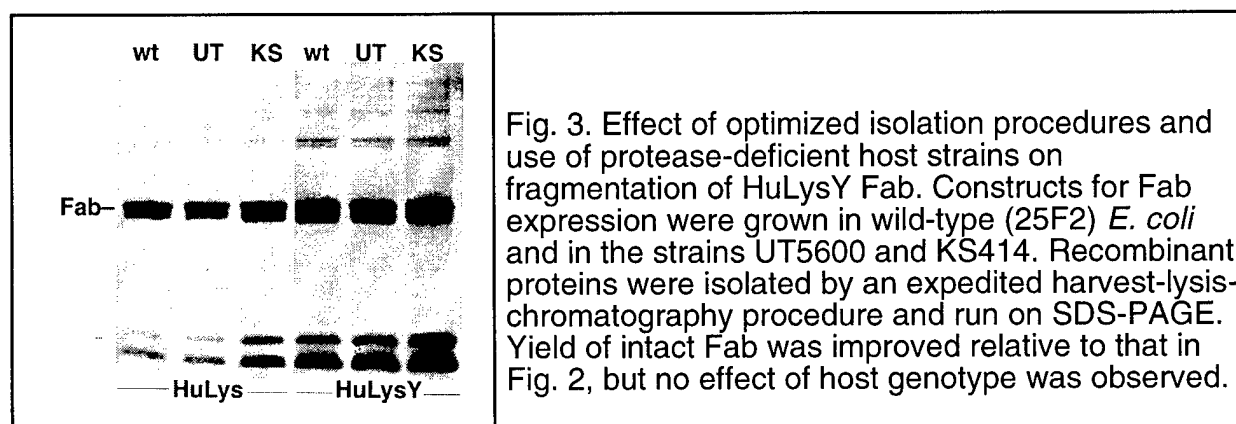 wt UT KS wt UT KS
Fab–
HuLys HuLysY
Fig. 3. Effect of optimized isolation procedures and
use of protease-deficient host strains on
fragmentation of HuLysY Fab. Constructs for Fab
expression were grown in wild-type (25F2) E. coli
and in the strains UT5600 and KS414. Recombinant
proteins were isolated by an expedited harvest-lysis-
chromatography procedure and run on SDS-PAGE.
Yield of intact Fab was improved relative to that in
Fig. 2, but no effect of host genotype was observed.